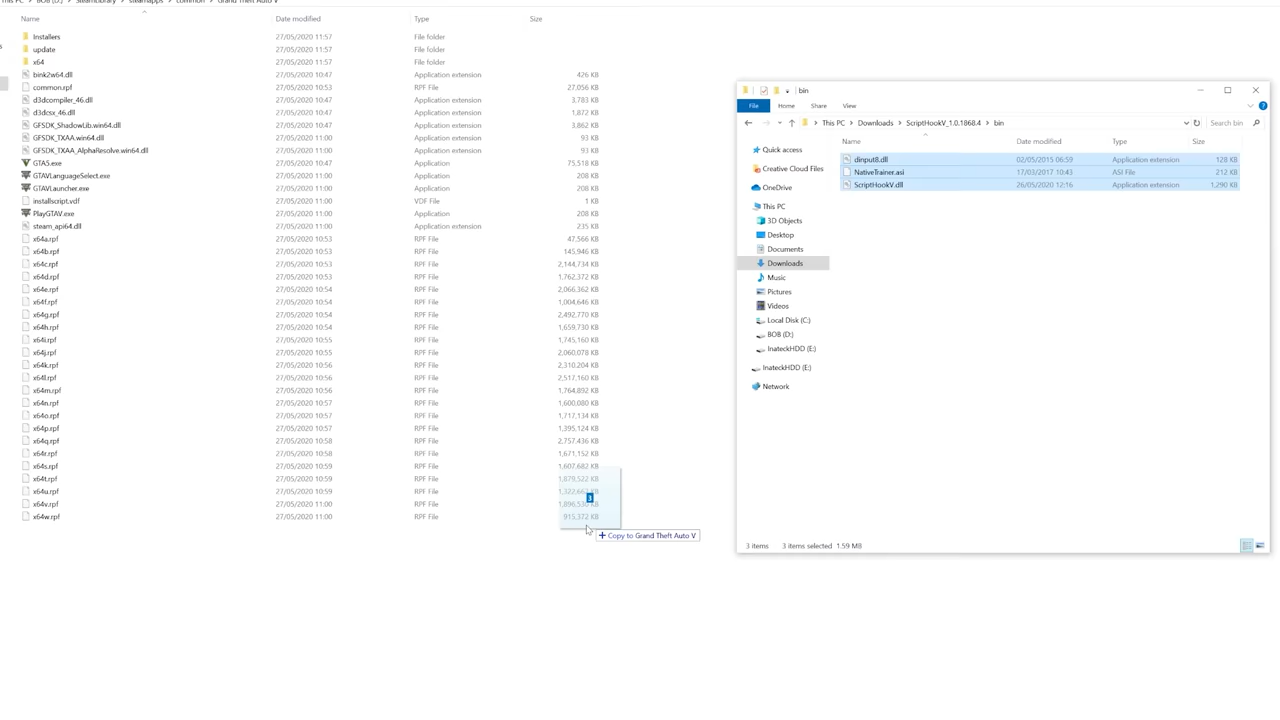 This PC > BOB (D:) > SteamLibrary > steamapps > common > Grand Theft Auto V
Name Date modified Type Size
Installers 27/05/2020 11:57 File folder
update 27/05/2020 11:57 File folder
x64 27/05/2020 11:57 File folder
bink2w64.dll 27/05/2020 10:47 Application extension 426 KB
common.rpf 27/05/2020 10:53 RPF File 27,056 KB
d3dcompiler_46.dll 27/05/2020 10:47 Application extension 3,783 KB
d3dcsx_46.dll 27/05/2020 10:47 Application extension 1,872 KB
GFSDK_ShadowLib.win64.dll 27/05/2020 10:47 Application extension 3,862 KB
GFSDK_TXAA.win64.dll 27/05/2020 11:00 Application extension 93 KB
GFSDK_TXAA_AlphaResolve.win64.dll 27/05/2020 11:00 Application extension 93 KB
GTA5.exe 27/05/2020 10:47 Application 75,518 KB
GTAVLanguageSelect.exe 27/05/2020 11:00 Application 208 KB
GTAVLauncher.exe 27/05/2020 11:00 Application 208 KB
installscript.vdf 27/05/2020 11:00 VDF File 1 KB
PlayGTAV.exe 27/05/2020 11:00 Application 208 KB
steam_api64.dll 27/05/2020 11:00 Application extension 235 KB
x64a.rpf 27/05/2020 10:53 RPF File 47,566 KB
x64b.rpf 27/05/2020 10:53 RPF File 145,946 KB
x64c.rpf 27/05/2020 10:53 RPF File 2,144,734 KB
x64d.rpf 27/05/2020 10:53 RPF File 1,762,372 KB
x64e.rpf 27/05/2020 10:54 RPF File 2,066,362 KB
x64f.rpf 27/05/2020 10:54 RPF File 1,004,646 KB
x64g.rpf 27/05/2020 10:54 RPF File 2,492,770 KB
x64h.rpf 27/05/2020 10:54 RPF File 1,659,730 KB
x64i.rpf 27/05/2020 10:55 RPF File 1,745,160 KB
x64j.rpf 27/05/2020 10:55 RPF File 2,060,078 KB
x64k.rpf 27/05/2020 10:56 RPF File 2,310,204 KB
x64l.rpf 27/05/2020 10:56 RPF File 2,517,160 KB
x64m.rpf 27/05/2020 10:56 RPF File 1,764,892 KB
x64n.rpf 27/05/2020 10:57 RPF File 1,600,080 KB
x64o.rpf 27/05/2020 10:57 RPF File 1,717,134 KB
x64p.rpf 27/05/2020 10:57 RPF File 1,395,124 KB
x64q.rpf 27/05/2020 10:58 RPF File 2,757,436 KB
x64r.rpf 27/05/2020 10:58 RPF File 1,671,152 KB
x64s.rpf 27/05/2020 10:59 RPF File 1,607,682 KB
x64t.rpf 27/05/2020 10:59 RPF File 1,879,522 KB
x64u.rpf 27/05/2020 10:59 RPF File KB
x64v.rpf 27/05/2020 11:00 RPF File KB
x64w.rpf 27/05/2020 11:00 RPF File 915,372 KB
3
Copy to Grand Theft Auto V
bin
File Home Share View
This PC > Downloads > ScriptHookV_1.0.1868.4 > bin
Search bin
Name Date modified Type Size
dinput8.dll 02/05/2015 06:59 Application extension 128 KB
NativeTrainer.asi 17/03/2017 10:43 ASI File 212 KB
ScriptHookV.dll 26/05/2020 12:16 Application extension 1,290 KB
Quick access
Creative Cloud Files
OneDrive
This PC
3D Objects
Desktop
Documents
Downloads
Music
Pictures
Videos
Local Disk (C:)
BOB (D:)
InateckHDD (E:)
InateckHDD (E:)
Network
3 items 3 items selected 1.59 MB